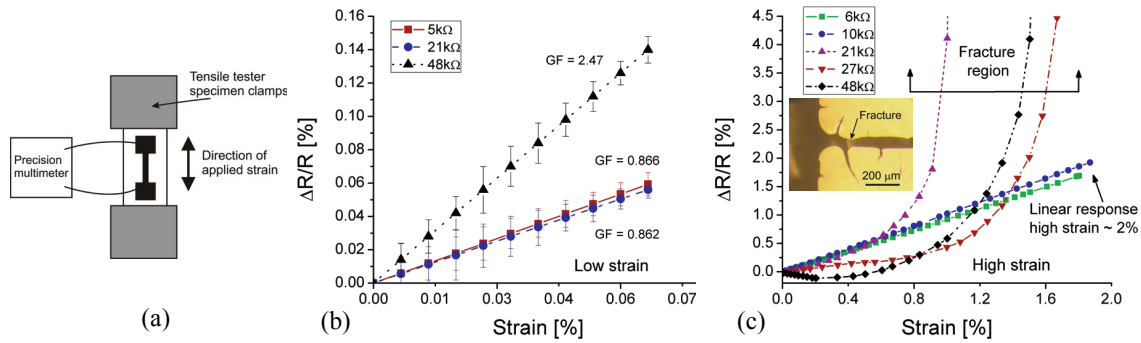 Tensile tester
specimen clamps
Precision
multimeter
Direction of
applied strain
(a)
ΔR/R [%]
0.16
0.14
0.12
0.10
0.08
0.06
0.04
0.02
0.00
5kΩ
21kΩ
48kΩ
GF = 2.47
GF = 0.866
GF = 0.862
Low strain
0.00 0.01 0.03 0.04 0.06 0.07
Strain [%]
(b)
ΔR/R [%]
4.5
4.0
3.5
3.0
2.5
2.0
1.5
1.0
0.5
0.0
6kΩ
10kΩ
21kΩ
27kΩ
48kΩ
Fracture
region
Fracture
200 µm
Linear response
high strain ~ 2%
High strain
0.0 0.4 0.8 1.2 1.6 2.0
Strain [%]
(c)